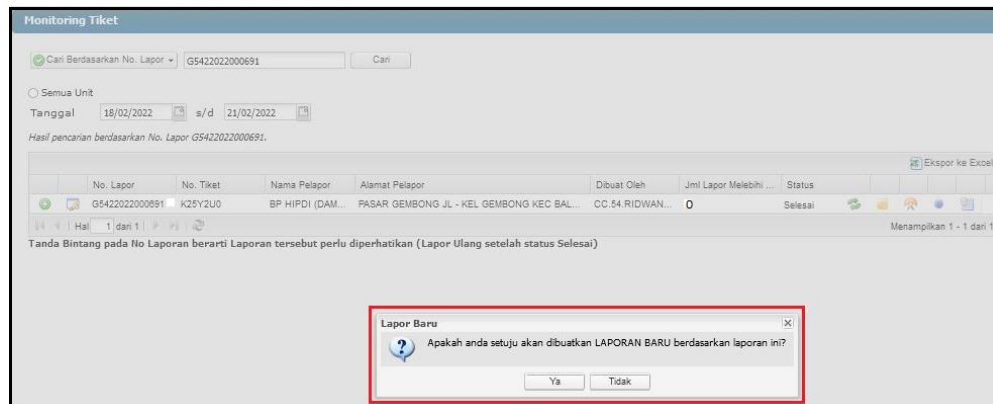 Monitoring Tiket
Cari Berdasarkan No. Lapor G5422022000691 Cari
Semua Unit
Tanggal 18/02/2022 s/d 21/02/2022
Hasil pencarian berdasarkan No. Lapor G5422022000691.
Ekspor ke Excel
No. Lapor No. Tiket Nama Pelapor Alamat Pelapor Dibuat Oleh Jml Lapor Melebihi ... Status
G5422022000691 K25Y2U0 BP HIPDI (DAM... PASAR GEMBONG JL - KEL GEMBONG KEC BAL... CC.54.RIDWAN... 0 Selesai
Hal 1 dari 1 Menampilkan 1 - 1 dari 1
Tanda Bintang pada No Laporan berarti Laporan tersebut perlu diperhatikan (Lapor Ulang setelah status Selesai)
Lapor Baru
Apakah anda setuju akan dibuatkan LAPORAN BARU berdasarkan laporan ini?
Ya Tidak